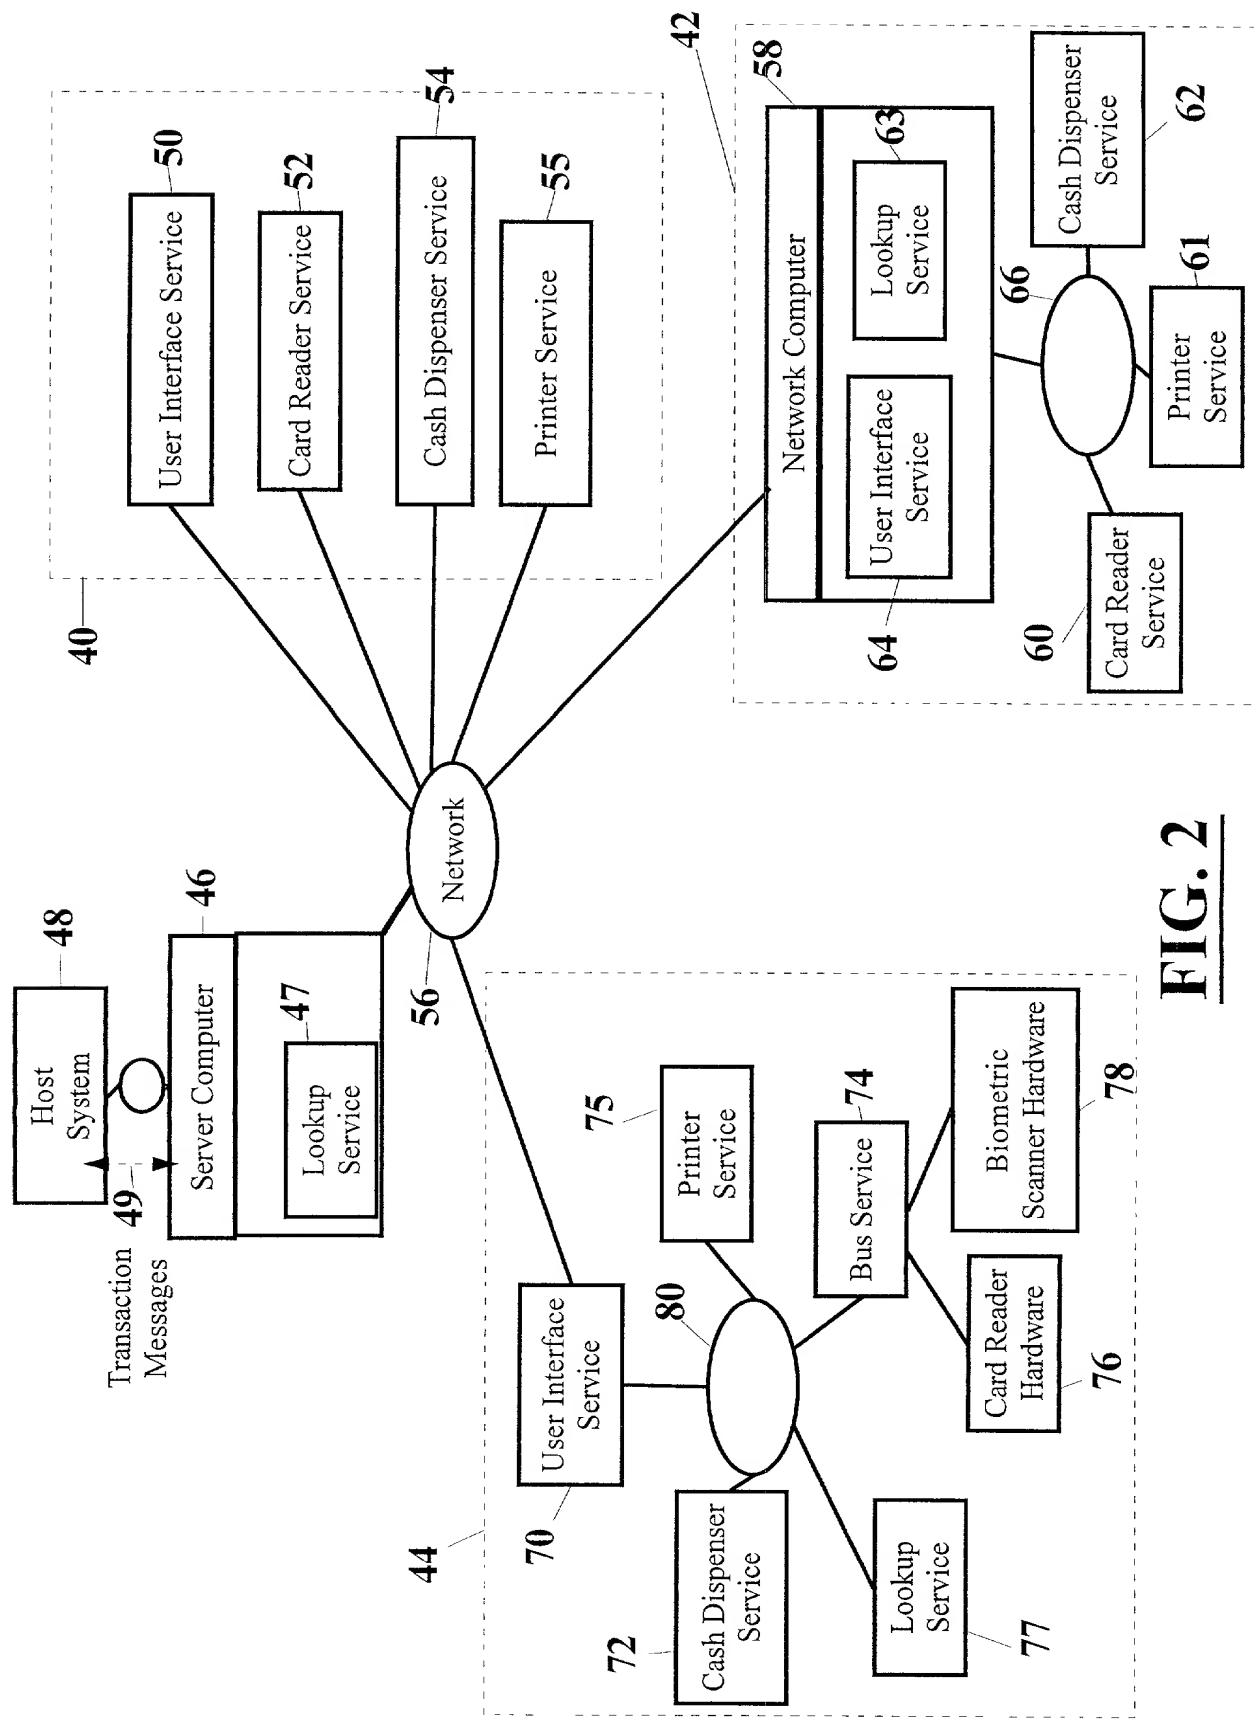 48
Host
System
49
Transaction
Messages
46
Server Computer
47
Lookup
Service
56
Network
40
50
User Interface Service
52
Card Reader Service
54
Cash Dispenser Service
55
Printer Service
44
70
User Interface
Service
72
Cash Dispenser
Service
80
75
Printer
Service
74
Bus Service
77
Lookup
Service
76
Card Reader
Hardware
78
Biometric
Scanner Hardware
42
58
Network Computer
64
User Interface
Service
63
Lookup
Service
66
60
Card Reader
Service
61
Printer
Service
62
Cash Dispenser
Service
FIG. 2